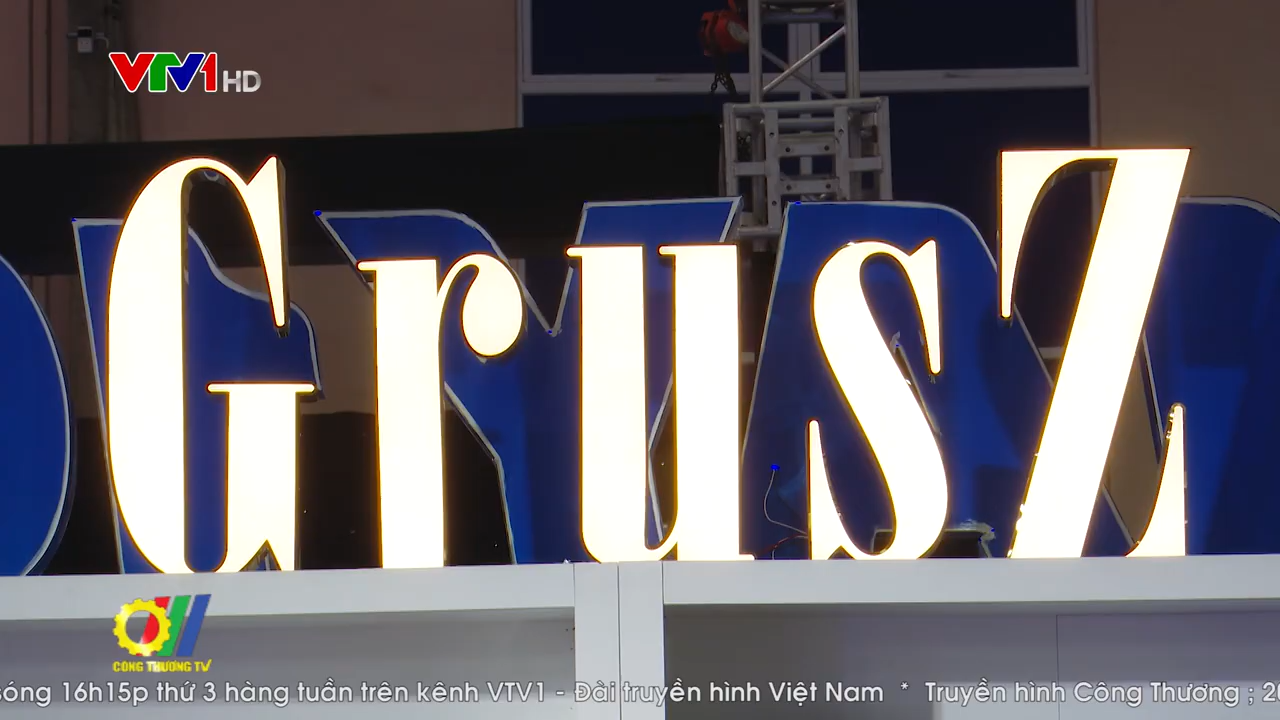 VTV1 HD
GrusZ
CÔNG THƯƠNG TV
sóng 16h15p thứ 3 hàng tuần trên kênh VTV1 - Đài truyền hình Việt Nam * Truyền hình Công Thương ; 20